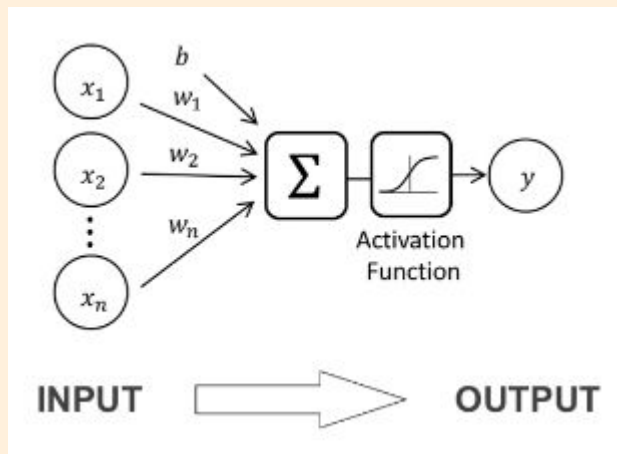 b
x₁
w₁
x₂
w₂
Σ
y
wₙ
xₙ
Activation
Function
INPUT
OUTPUT